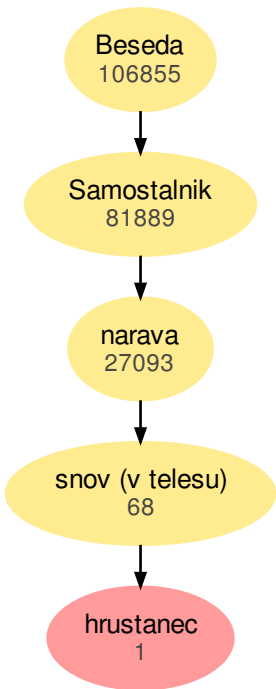 Beseda
106855
Samostalnik
81889
narava
27093
snov (v telesu)
68
hrustanec
1